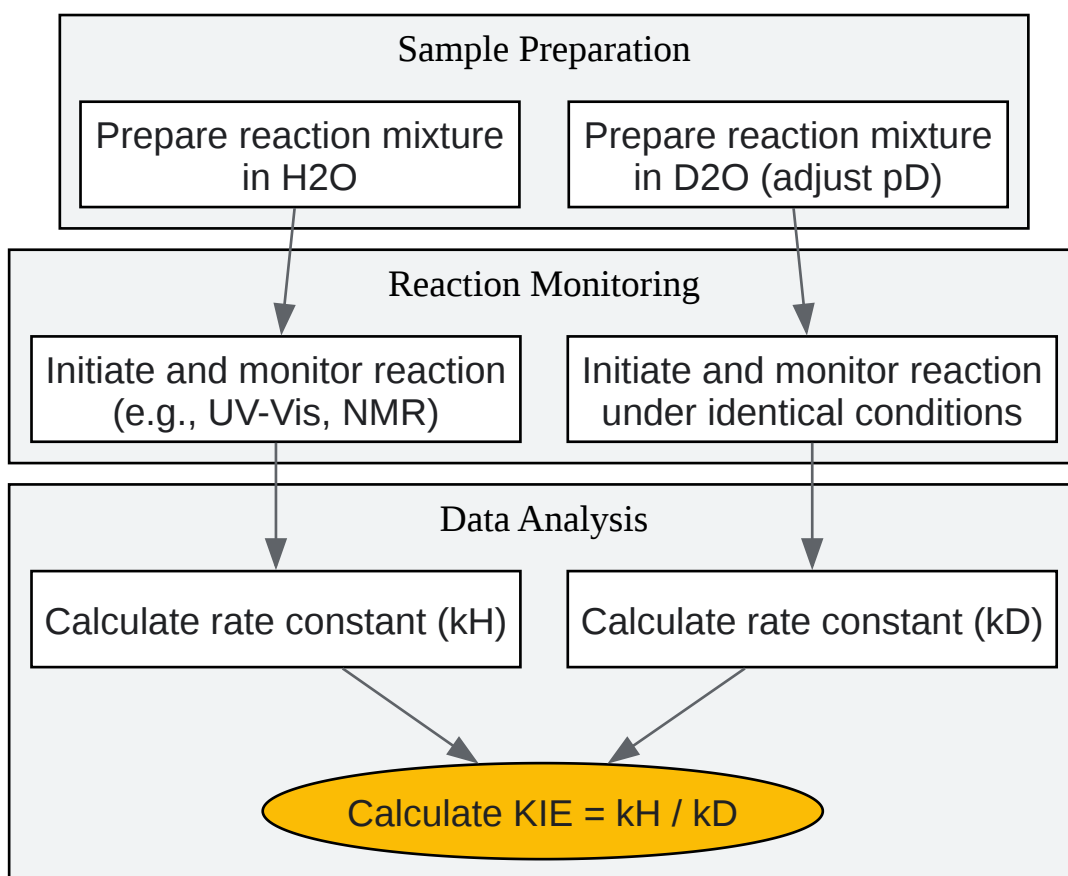 Sample Preparation
Prepare reaction mixture
in H2O
Prepare reaction mixture
in D2O (adjust pD)
Reaction Monitoring
Initiate and monitor reaction
(e.g., UV-Vis, NMR)
Initiate and monitor reaction
under identical conditions
Data Analysis
Calculate rate constant (kH)
Calculate rate constant (kD)
Calculate KIE = kH / kD